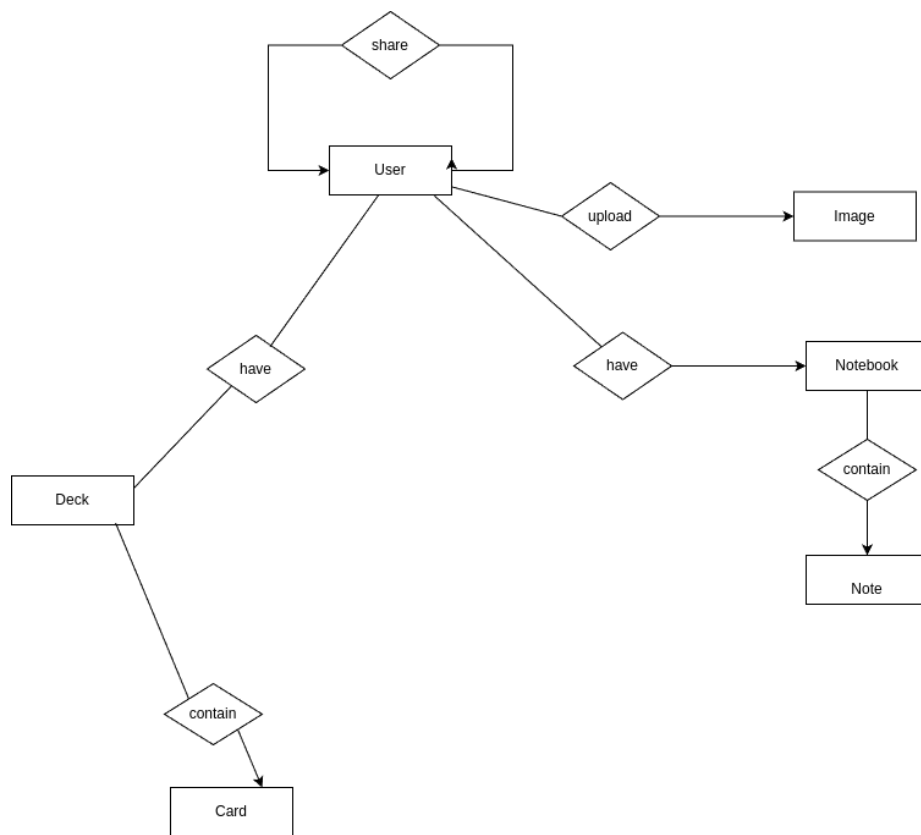 share
User
upload
Image
have
have
Notebook
contain
Deck
Note
contain
Card